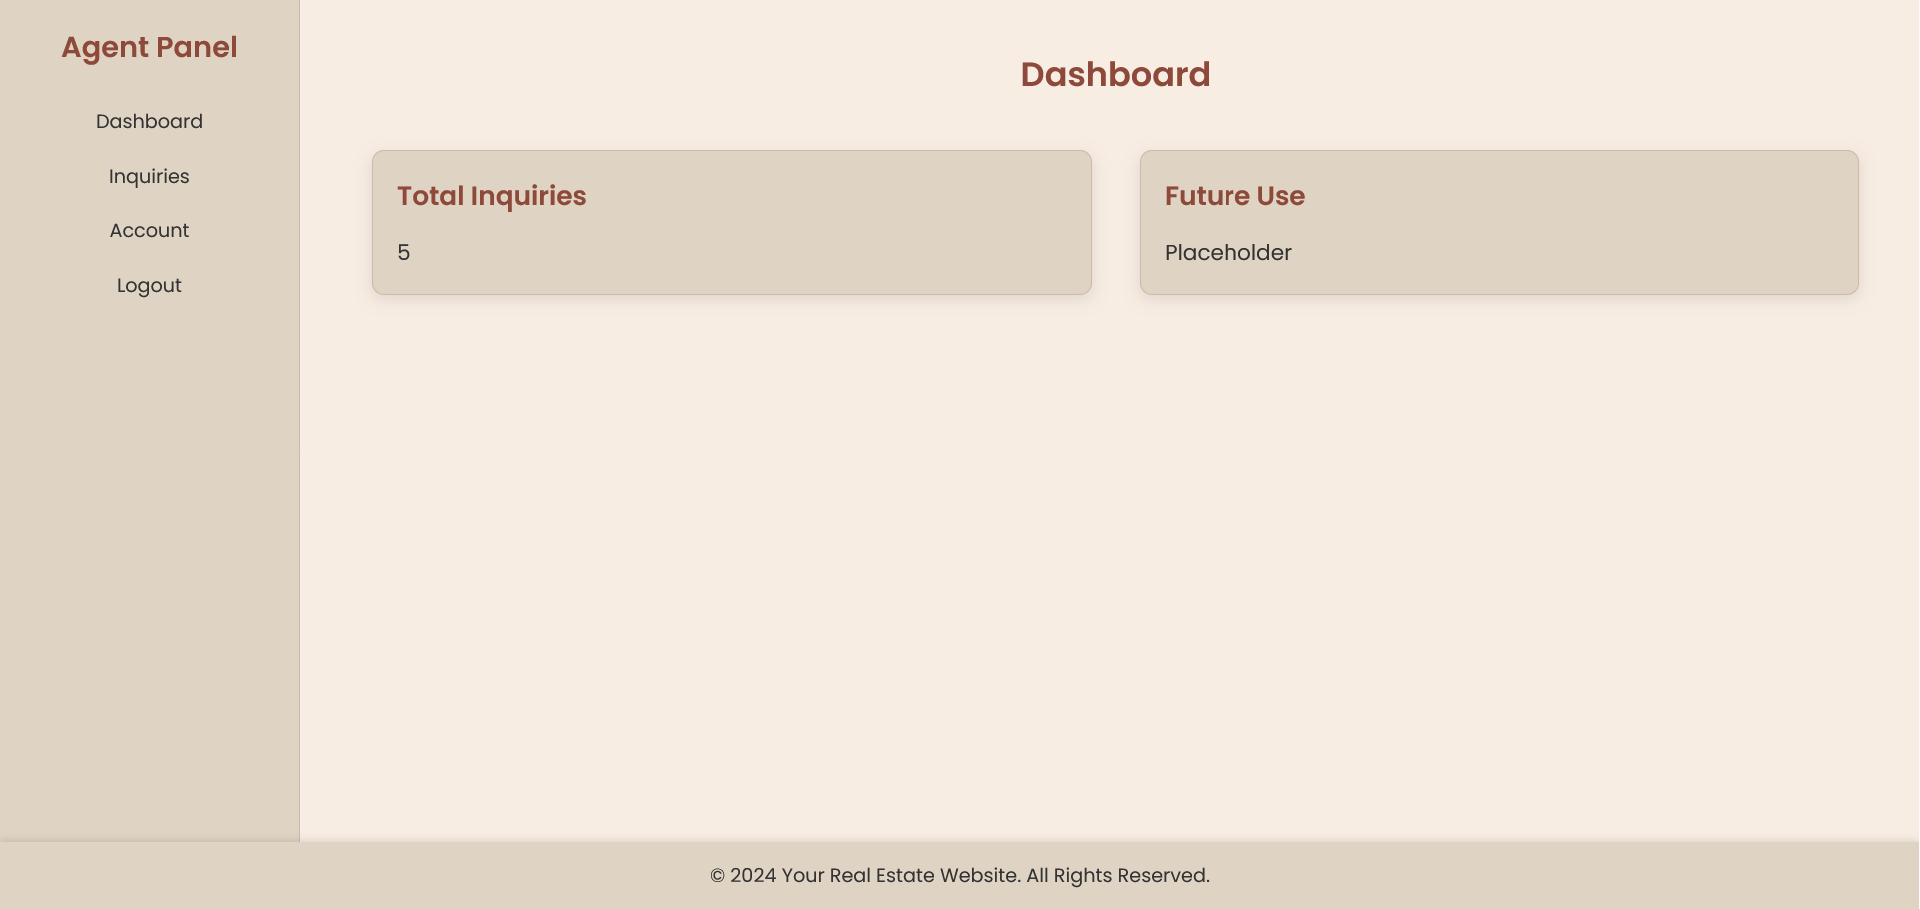 Agent Panel
Dashboard
Inquiries
Account
Logout
Dashboard
Total Inquiries
5
Future Use
Placeholder
© 2024 Your Real Estate Website. All Rights Reserved.